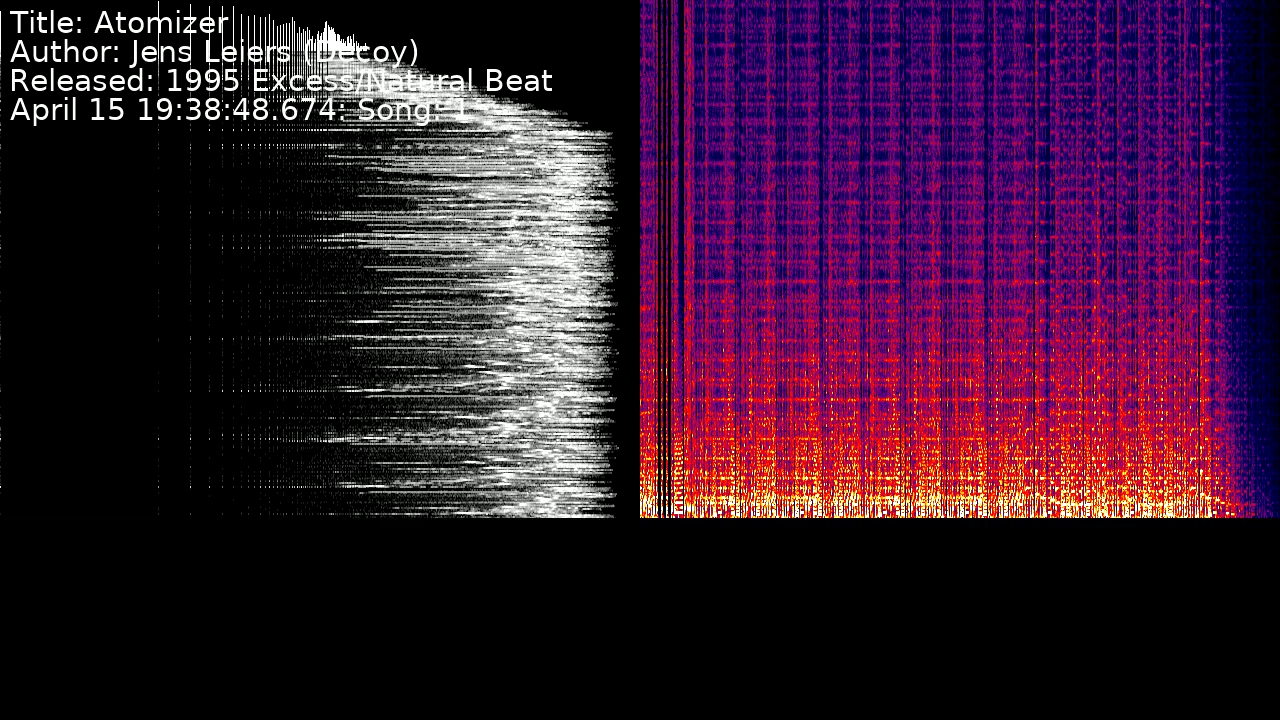 Title: Atomizer
Author: Jens Leiers (Decoy)
Released: 1995 Excess/Natural Beat
April 15 19:38:48.674: Song: 1